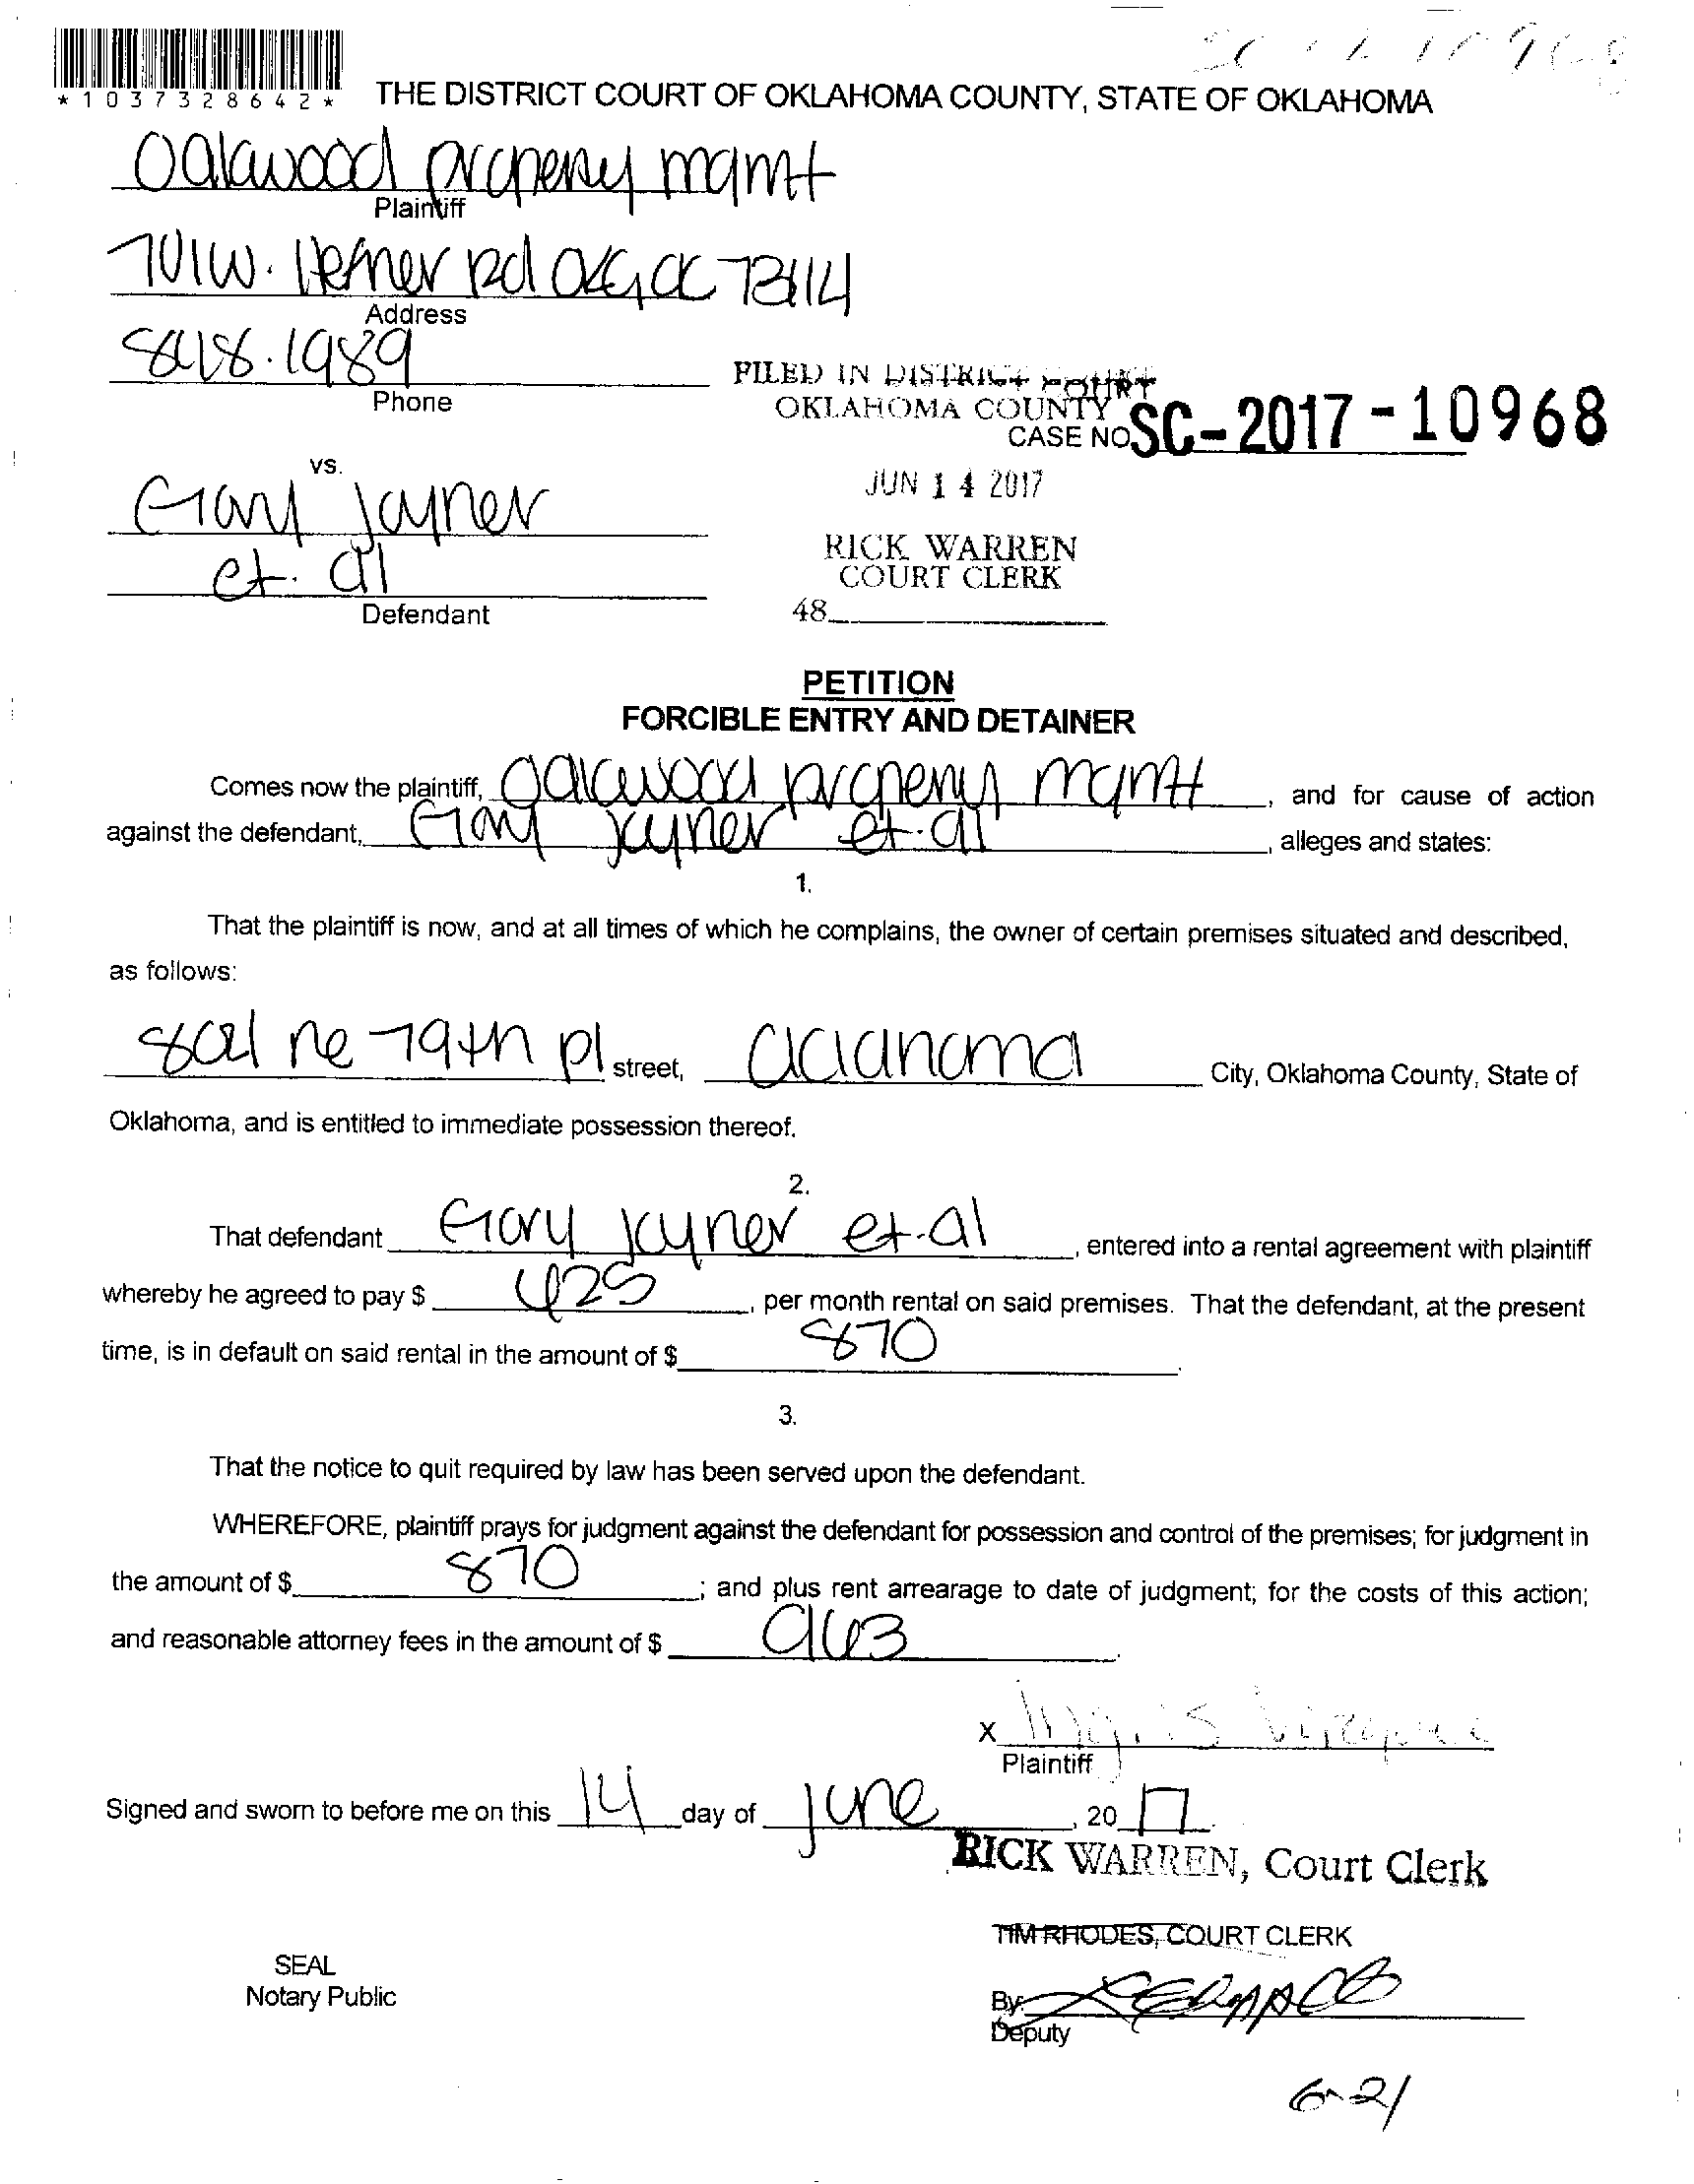 *1037328642*
THE DISTRICT COURT OF OKLAHOMA COUNTY, STATE OF OKLAHOMA
Oakwood property mgmt
Plaintiff
701 W. Hefner Rd OKC, OK 73114
Address
1989
Phone
FILED IN DISTRICT COURT
OKLAHOMA COUNTY
CASE NO. SC-2017-10968
vs.
JUN 14 2017
Gary Joyner
RICK WARREN
et. al
COURT CLERK
Defendant
48
PETITION
FORCIBLE ENTRY AND DETAINER
Comes now the plaintiff, Oakwood property mgmt, and for cause of action
against the defendant, Gary Joyner et. al, alleges and states:
1.
That the plaintiff is now, and at all times of which he complains, the owner of certain premises situated and described,
as follows:
ne 79th pl street, Oklahoma City, Oklahoma County, State of
Oklahoma, and is entitled to immediate possession thereof.
2.
That defendant Gary Joyner et. al, entered into a rental agreement with plaintiff
whereby he agreed to pay $ 425, per month rental on said premises. That the defendant, at the present
time, is in default on said rental in the amount of $ 870.
3.
That the notice to quit required by law has been served upon the defendant.
WHEREFORE, plaintiff prays for judgment against the defendant for possession and control of the premises; for judgment in
the amount of $ 870; and plus rent arrearage to date of judgment; for the costs of this action;
and reasonable attorney fees in the amount of $ 963.
X
Plaintiff
Signed and sworn to before me on this 14 day of June, 2017
RICK WARREN, Court Clerk
TIM RHODES, COURT CLERK
SEAL
Notary Public
By:
Deputy
6-21